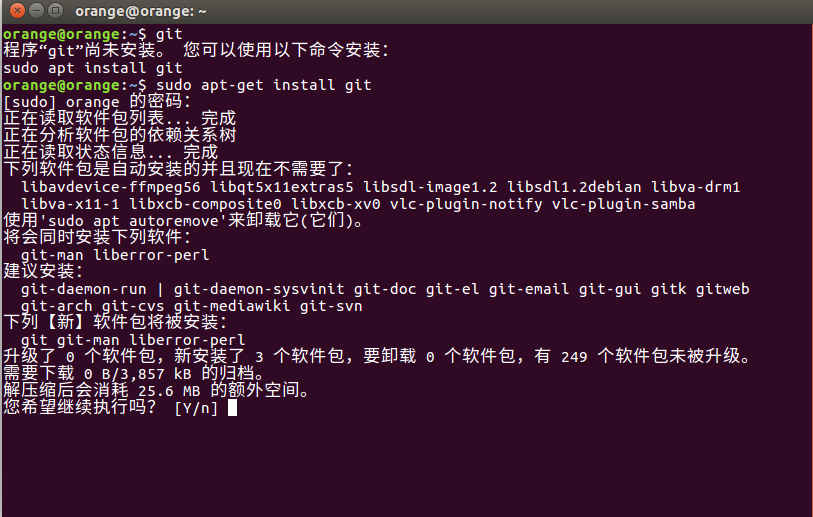 orange@orange: ~
orange@orange:~$ git
程序“git”尚未安装。 您可以使用以下命令安装：
sudo apt install git
orange@orange:~$ sudo apt-get install git
[sudo] orange 的密码：
正在读取软件包列表... 完成
正在分析软件包的依赖关系树
正在读取状态信息... 完成
下列软件包是自动安装的并且现在不需要了：
libavdevice-ffmpeg56 libqt5x11extras5 libsdl-image1.2 libsdl1.2debian libva-drm1
libva-x11-1 libxcb-composite0 libxcb-xv0 vlc-plugin-notify vlc-plugin-samba
使用'sudo apt autoremove'来卸载它(它们)。
将会同时安装下列软件：
git-man liberror-perl
建议安装：
git-daemon-run | git-daemon-sysvinit git-doc git-el git-email git-gui gitk gitweb
git-arch git-cvs git-mediawiki git-svn
下列【新】软件包将被安装：
git git-man liberror-perl
升级了 0 个软件包，新安装了 3 个软件包，要卸载 0 个软件包，有 249 个软件包未被升级。
需要下载 0 B/3,857 kB 的归档。
解压缩后会消耗 25.6 MB 的额外空间。
您希望继续执行吗？ [Y/n]